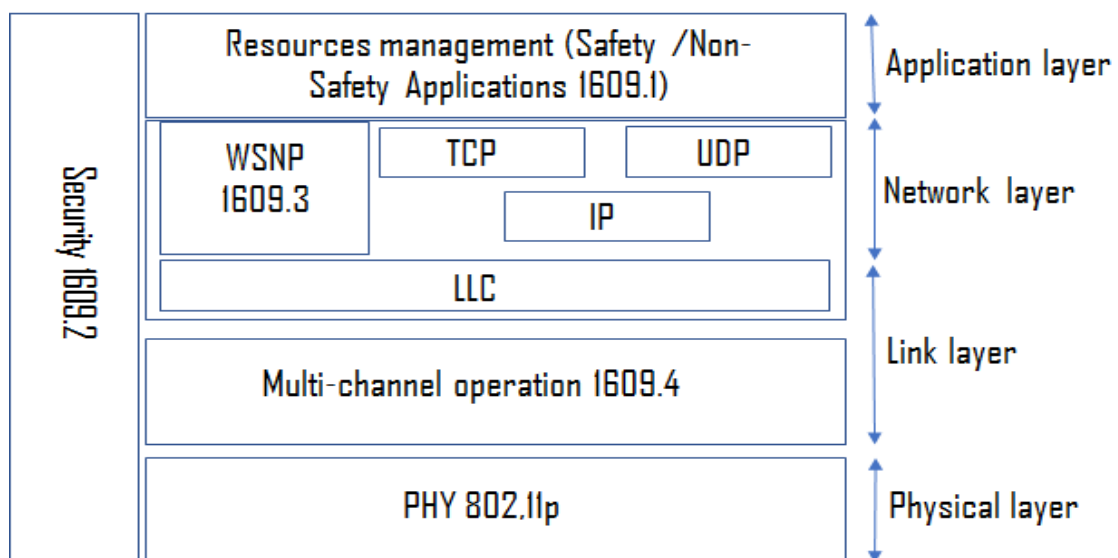 Resources management (Safety /Non-
Safety Applications 1609.1)
Application layer
WSNP
1609.3
TCP
UDP
IP
Network layer
LLC
Link layer
Multi-channel operation 1609.4
PHY 802,11p
Physical layer
Security 1609.2